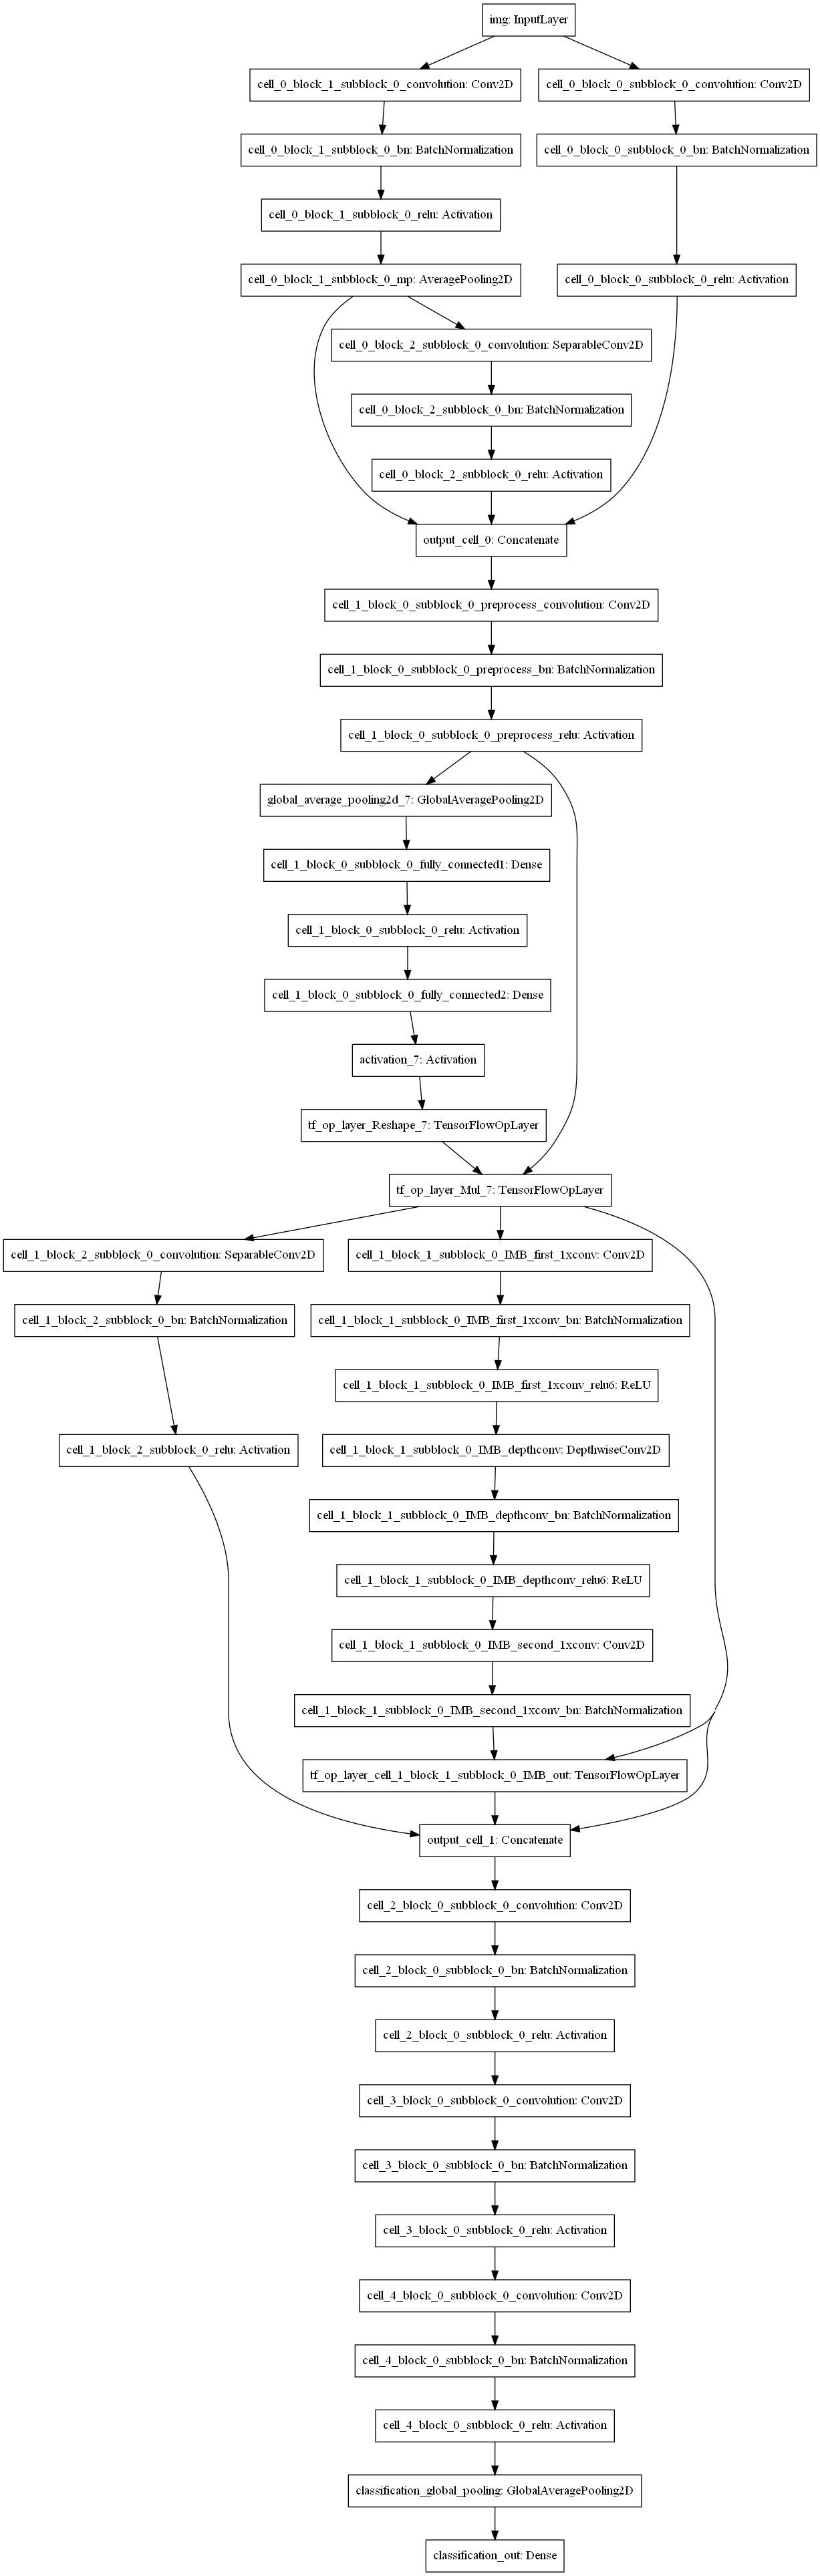 img: InputLayer
cell_0_block_1_subblock_0_convolution: Conv2D
cell_0_block_0_subblock_0_convolution: Conv2D
cell_0_block_1_subblock_0_bn: BatchNormalization
cell_0_block_0_subblock_0_bn: BatchNormalization
cell_0_block_1_subblock_0_relu: Activation
cell_0_block_1_subblock_0_mp: AveragePooling2D
cell_0_block_0_subblock_0_relu: Activation
cell_0_block_2_subblock_0_convolution: SeparableConv2D
cell_0_block_2_subblock_0_bn: BatchNormalization
cell_0_block_2_subblock_0_relu: Activation
output_cell_0: Concatenate
cell_1_block_0_subblock_0_preprocess_convolution: Conv2D
cell_1_block_0_subblock_0_preprocess_bn: BatchNormalization
cell_1_block_0_subblock_0_preprocess_relu: Activation
global_average_pooling2d_7: GlobalAveragePooling2D
cell_1_block_0_subblock_0_fully_connected1: Dense
cell_1_block_0_subblock_0_relu: Activation
cell_1_block_0_subblock_0_fully_connected2: Dense
activation_7: Activation
tf_op_layer_Reshape_7: TensorFlowOpLayer
tf_op_layer_Mul_7: TensorFlowOpLayer
cell_1_block_2_subblock_0_convolution: SeparableConv2D
cell_1_block_1_subblock_0_IMB_first_1xconv: Conv2D
cell_1_block_2_subblock_0_bn: BatchNormalization
cell_1_block_1_subblock_0_IMB_first_1xconv_bn: BatchNormalization
cell_1_block_1_subblock_0_IMB_first_1xconv_relu6: ReLU
cell_1_block_2_subblock_0_relu: Activation
cell_1_block_1_subblock_0_IMB_depthconv: DepthwiseConv2D
cell_1_block_1_subblock_0_IMB_depthconv_bn: BatchNormalization
cell_1_block_1_subblock_0_IMB_depthconv_relu6: ReLU
cell_1_block_1_subblock_0_IMB_second_1xconv: Conv2D
cell_1_block_1_subblock_0_IMB_second_1xconv_bn: BatchNormalization
tf_op_layer_cell_1_block_1_subblock_0_IMB_out: TensorFlowOpLayer
output_cell_1: Concatenate
cell_2_block_0_subblock_0_convolution: Conv2D
cell_2_block_0_subblock_0_bn: BatchNormalization
cell_2_block_0_subblock_0_relu: Activation
cell_3_block_0_subblock_0_convolution: Conv2D
cell_3_block_0_subblock_0_bn: BatchNormalization
cell_3_block_0_subblock_0_relu: Activation
cell_4_block_0_subblock_0_convolution: Conv2D
cell_4_block_0_subblock_0_bn: BatchNormalization
cell_4_block_0_subblock_0_relu: Activation
classification_global_pooling: GlobalAveragePooling2D
classification_out: Dense